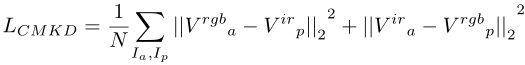 $L_{CMKD} = \frac{1}{N} \sum_{I_a, I_p} ||{V^{rgb}}_a - {V^{ir}}_p||_2{}^2 + ||{V^{ir}}_a - {V^{rgb}}_p||_2{}^2$